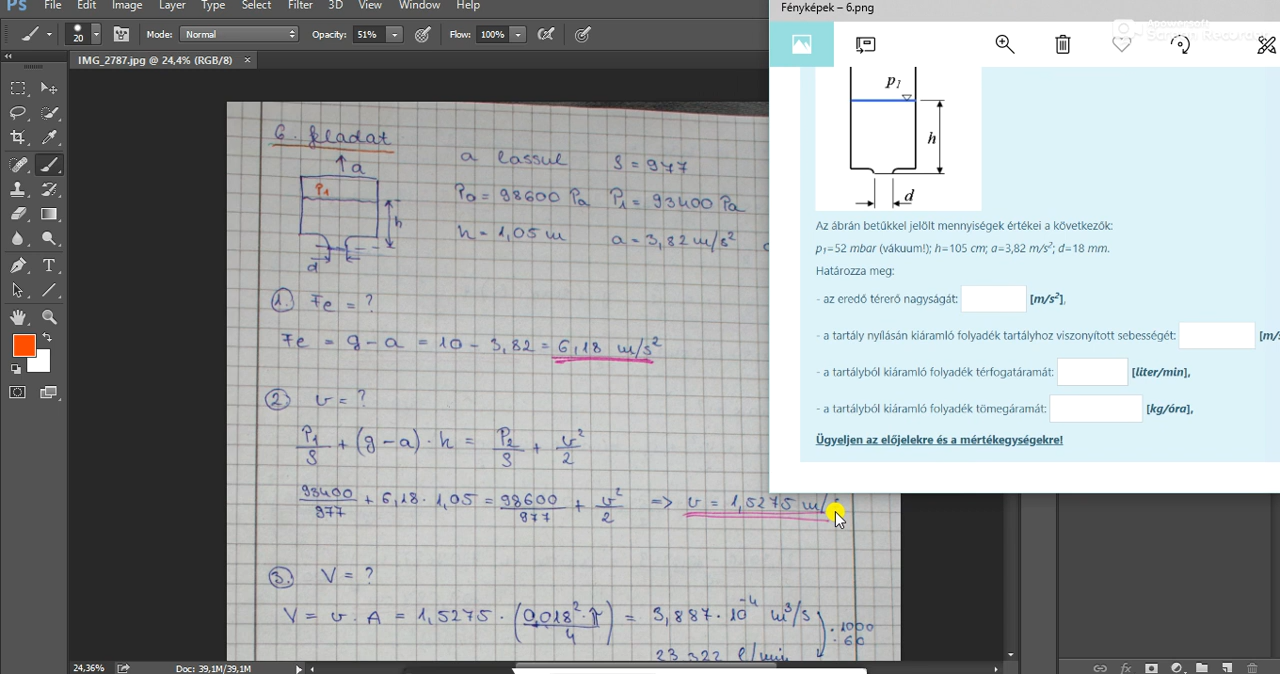 Ps File Edit Image Layer Type Select Filter 3D View Window Help
Fényképek – 6.png
20 Mode: Normal Opacity: 51% Flow: 100%
IMG_2787.jpg @ 24,4% (RGB/8) ×
6. feladat
↑ a
P1
h
d
a lassul ρ = 977
P0 = 98600 Pa P1 = 93400 Pa
h = 1,05 m a = 3,82 m/s²
① Fe = ?
Fe = g - a = 10 - 3,82 = 6,18 m/s²
② v = ?
P1/ρ + (g-a) · h = P2/ρ + v²/2
93400/977 + 6,18 · 1,05 = 98600/977 + v²/2 => v = 1,5275 m/
③ V = ?
V = v · A = 1,5275 · (0,018² · π / 4) = 3,887 · 10⁻⁴ m³/s
· 1000
· 60
23,322 l/min
p1
h
d
Az ábrán betűkkel jelölt mennyiségek értékei a következők:
p1=52 mbar (vákuum!); h=105 cm; a=3,82 m/s²; d=18 mm.
Határozza meg:
- az eredő térerő nagyságát: [m/s²],
- a tartály nyílásán kiáramló folyadék tartályhoz viszonyított sebességét: [m/
- a tartályból kiáramló folyadék térfogatáramát: [liter/min],
- a tartályból kiáramló folyadék tömegáramát: [kg/óra],
Ügyeljen az előjelekre és a mértékegységekre!
24,36% Doc: 39,1M/39,1M